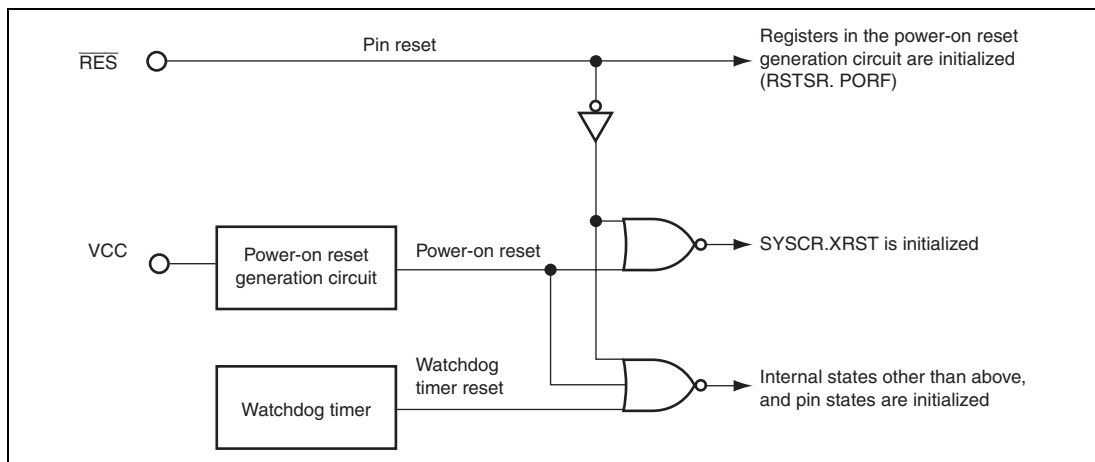 RES
Pin reset
Registers in the power-on reset
generation circuit are initialized
(RSTSR. PORF)
VCC
Power-on reset
generation circuit
Power-on reset
SYSCR.XRST is initialized
Watchdog timer
Watchdog
timer reset
Internal states other than above,
and pin states are initialized